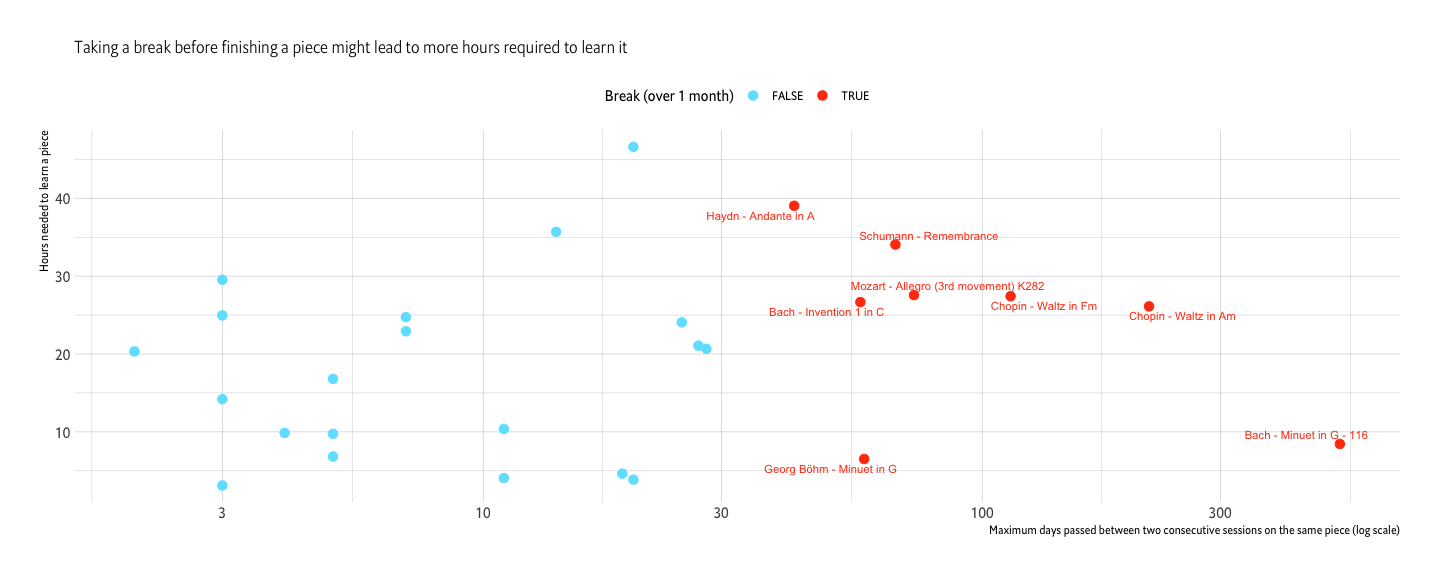 Taking a break before finishing a piece might lead to more hours required to learn it
Break (over 1 month) FALSE TRUE
Hours needed to learn a piece
40
30
20
10
Haydn - Andante in A
Schumann - Remembrance
Mozart - Allegro (3rd movement) K282
Bach - Invention 1 in C
Chopin - Waltz in Fm
Chopin - Waltz in Am
Bach - Minuet in G - 116
Georg Böhm - Minuet in G
3 10 30 100 300
Maximum days passed between two consecutive sessions on the same piece (log scale)